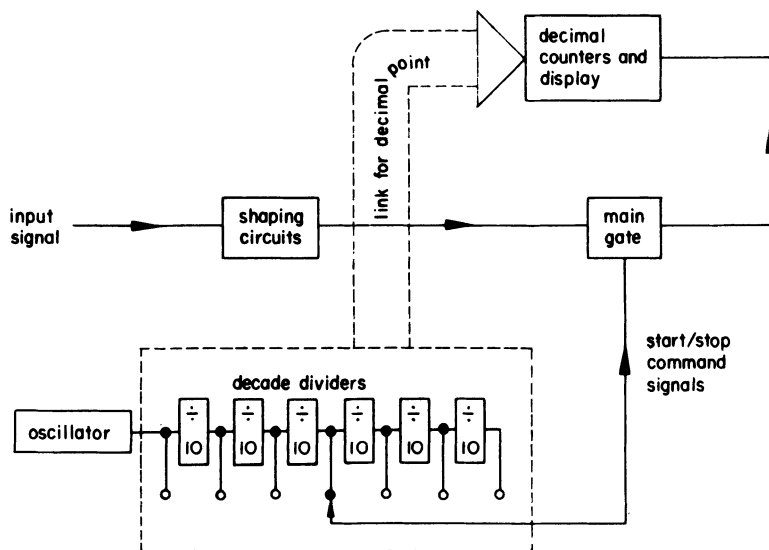 decimal
counters and
display
link for decimal point
input
signal
shaping
circuits
main
gate
start/stop
command
signals
decade dividers
oscillator
÷
10
÷
10
÷
10
÷
10
÷
10
÷
10